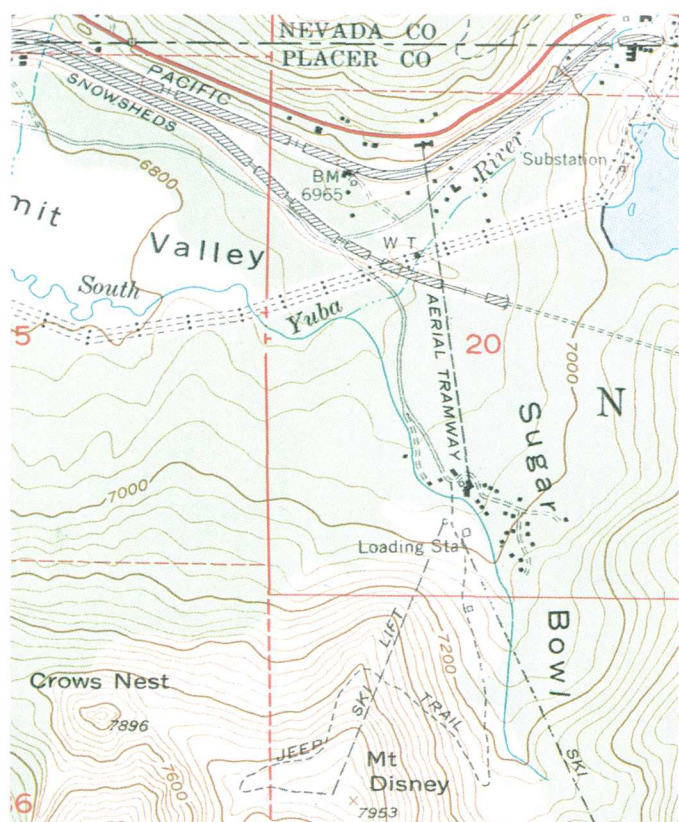 NEVADA CO
PLACER CO
PACIFIC
SNOWSHEDS
River
Substation
BM
6965
6800
mit
Valley
W T
South
Yuba
AERIAL TRAMWAY
5
20
7000
N
Sugar
7000
Loading Sta
Bowl
LIFT
SKI
7200
Crows Nest
7896
JEEP
TRAIL
Mt
Disney
SKI
7600
6
7953